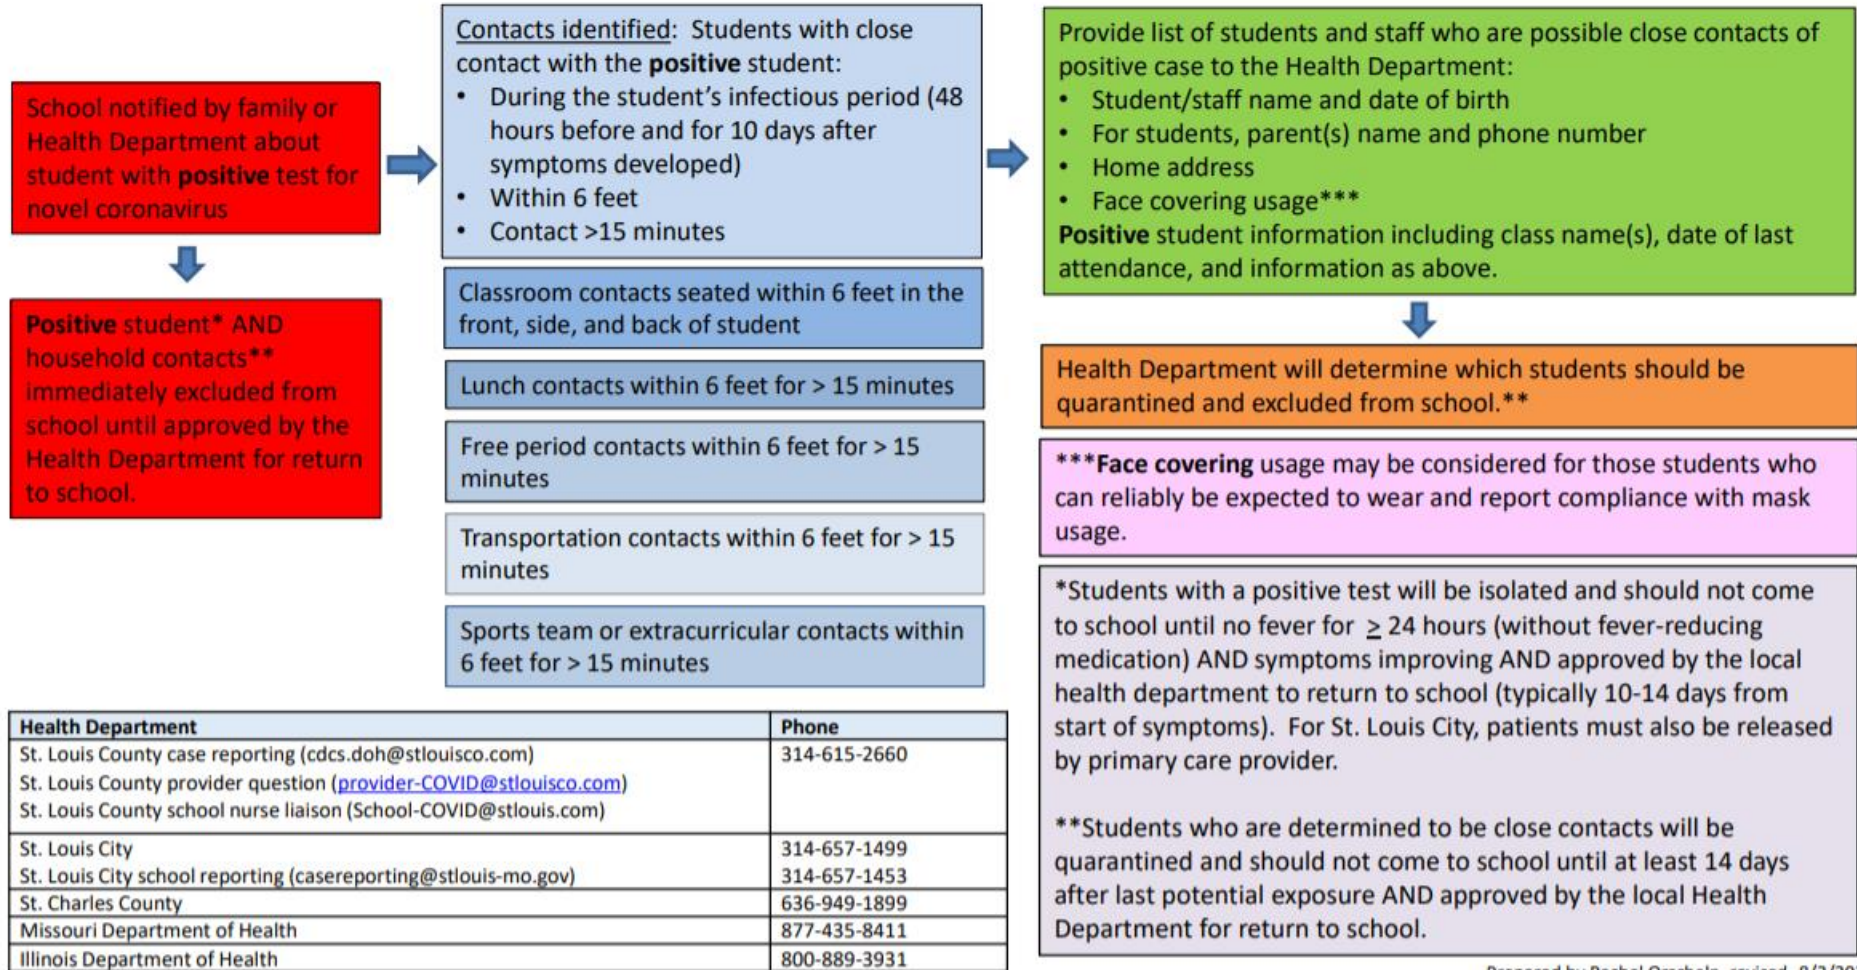 School notified by family or
Health Department about
student with positive test for
novel coronavirus
Positive student* AND
household contacts**
immediately excluded from
school until approved by the
Health Department for return
to school.
Contacts identified: Students with close
contact with the positive student:
• During the student's infectious period (48
hours before and for 10 days after
symptoms developed)
• Within 6 feet
• Contact >15 minutes
Classroom contacts seated within 6 feet in the
front, side, and back of student
Lunch contacts within 6 feet for > 15 minutes
Free period contacts within 6 feet for > 15
minutes
Transportation contacts within 6 feet for > 15
minutes
Sports team or extracurricular contacts within
6 feet for > 15 minutes
Provide list of students and staff who are possible close contacts of
positive case to the Health Department:
• Student/staff name and date of birth
• For students, parent(s) name and phone number
• Home address
• Face covering usage***
Positive student information including class name(s), date of last
attendance, and information as above.
Health Department will determine which students should be
quarantined and excluded from school.**
***Face covering usage may be considered for those students who
can reliably be expected to wear and report compliance with mask
usage.
*Students with a positive test will be isolated and should not come
to school until no fever for ≥ 24 hours (without fever-reducing
medication) AND symptoms improving AND approved by the local
health department to return to school (typically 10-14 days from
start of symptoms). For St. Louis City, patients must also be released
by primary care provider.
**Students who are determined to be close contacts will be
quarantined and should not come to school until at least 14 days
after last potential exposure AND approved by the local Health
Department for return to school.
Health Department Phone
St. Louis County case reporting (cdcs.doh@stlouisco.com) 314-615-2660
St. Louis County provider question (provider-COVID@stlouisco.com)
St. Louis County school nurse liaison (School-COVID@stlouis.com)
St. Louis City 314-657-1499
St. Louis City school reporting (casereporting@stlouis-mo.gov) 314-657-1453
St. Charles County 636-949-1899
Missouri Department of Health 877-435-8411
Illinois Department of Health 800-889-3931
Prepared by Rachel